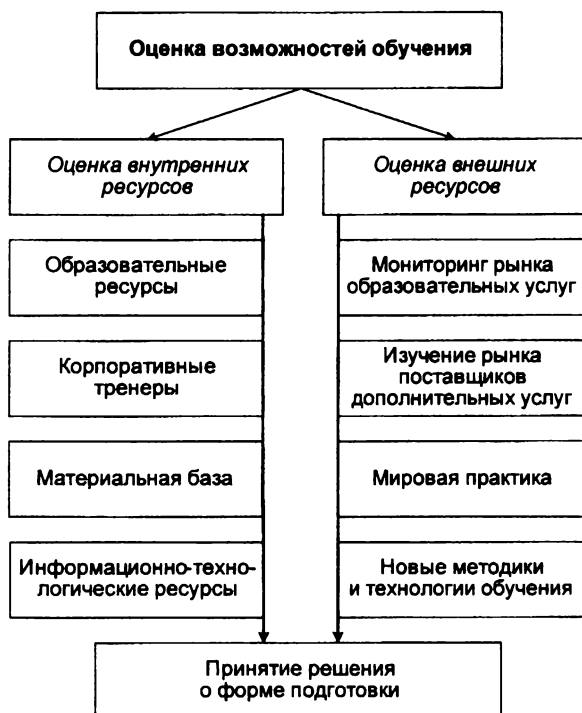 Оценка возможностей обучения
Оценка внутренних
ресурсов
Оценка внешних
ресурсов
Образовательные
ресурсы
Мониторинг рынка
образовательных услуг
Корпоративные
тренеры
Изучение рынка
поставщиков
дополнительных услуг
Материальная база
Мировая практика
Информационно-техно-
логические ресурсы
Новые методики
и технологии обучения
Принятие решения
о форме подготовки